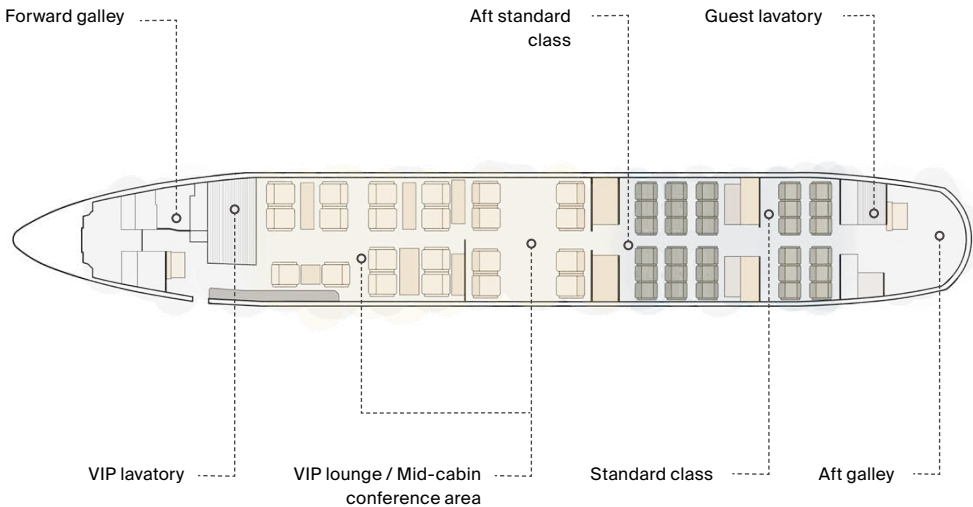 Forward galley
Aft standard
class
Guest lavatory
VIP lavatory
VIP lounge / Mid-cabin
conference area
Standard class
Aft galley